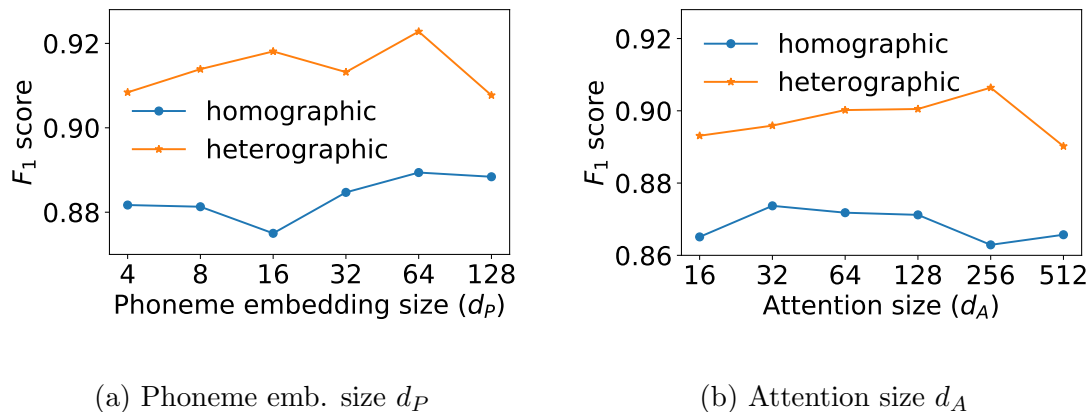 0.92
0.90
0.88
F1 score
homographic
heterographic
4 8 16 32 64 128
Phoneme embedding size (dP)
(a) Phoneme emb. size dP
0.92
0.90
0.88
0.86
F1 score
homographic
heterographic
16 32 64 128 256 512
Attention size (dA)
(b) Attention size dA